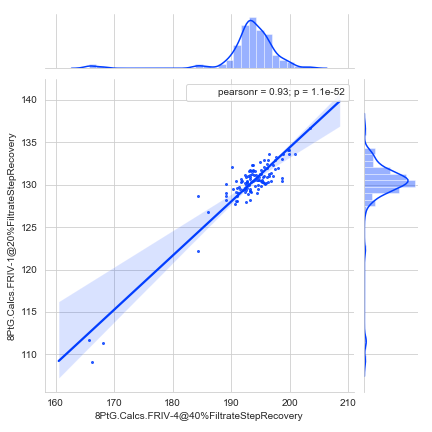 pearsonr = 0.93; p = 1.1e-52
140
135
130
125
120
115
110
8PtG.Calcs.FRIV-1@20%FiltrateStepRecovery
160 170 180 190 200 210
8PtG.Calcs.FRIV-4@40%FiltrateStepRecovery